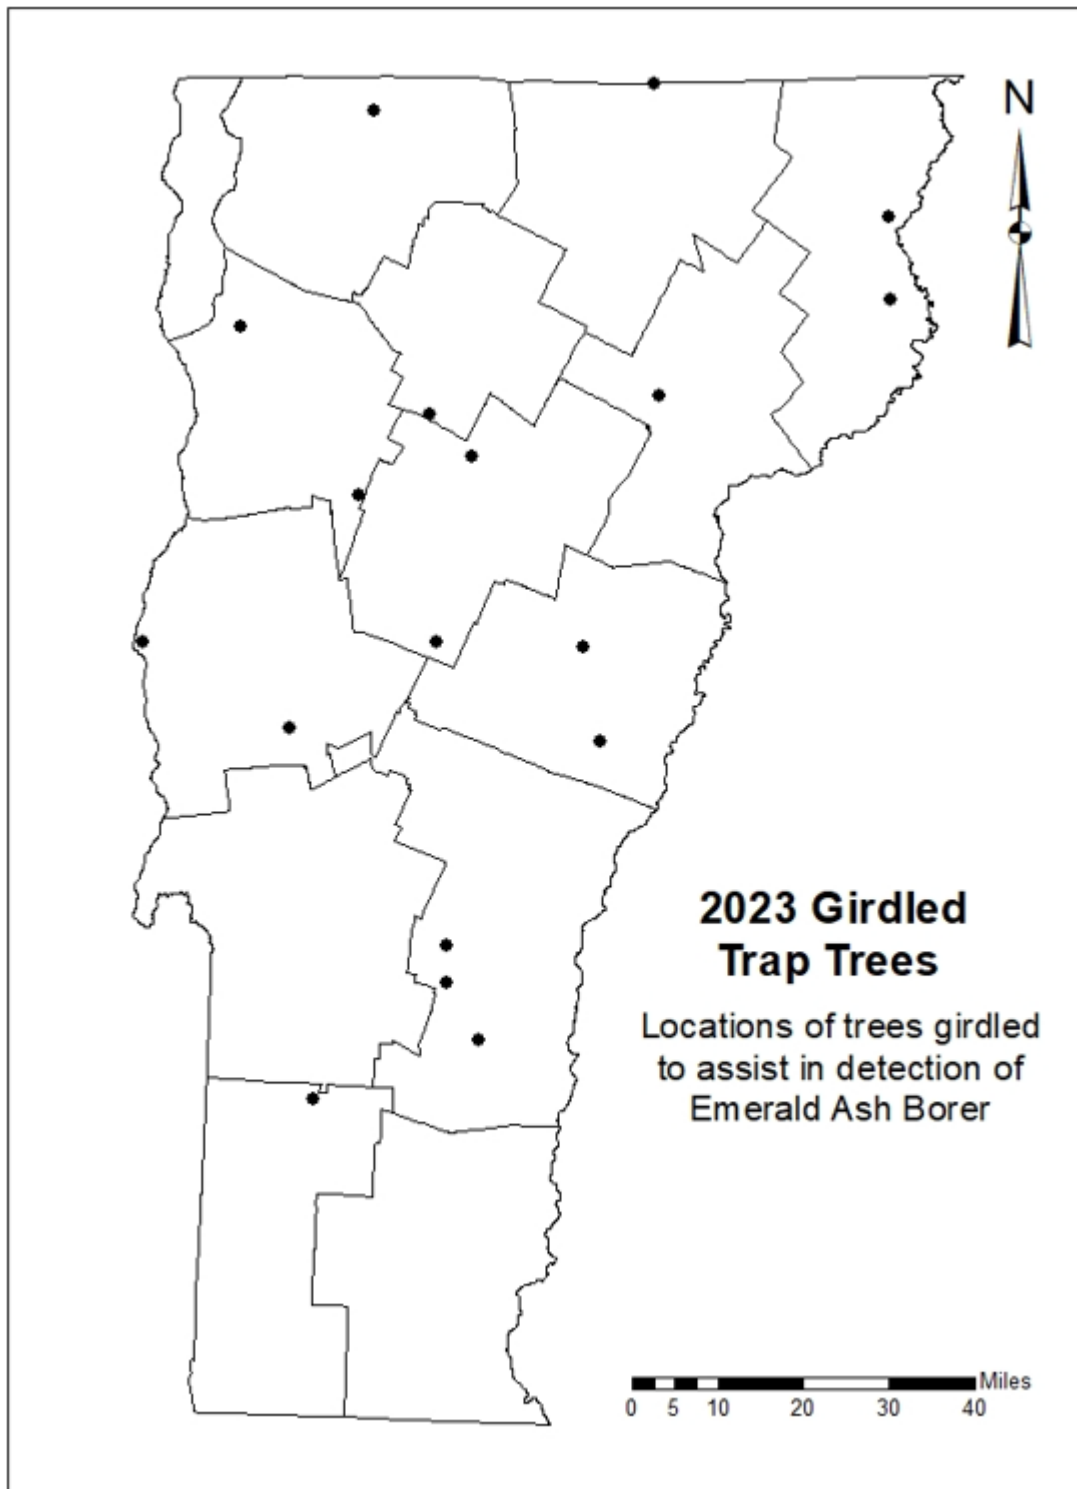 N
2023 Girdled
Trap Trees
Locations of trees girdled
to assist in detection of
Emerald Ash Borer
Miles
0 5 10 20 30 40